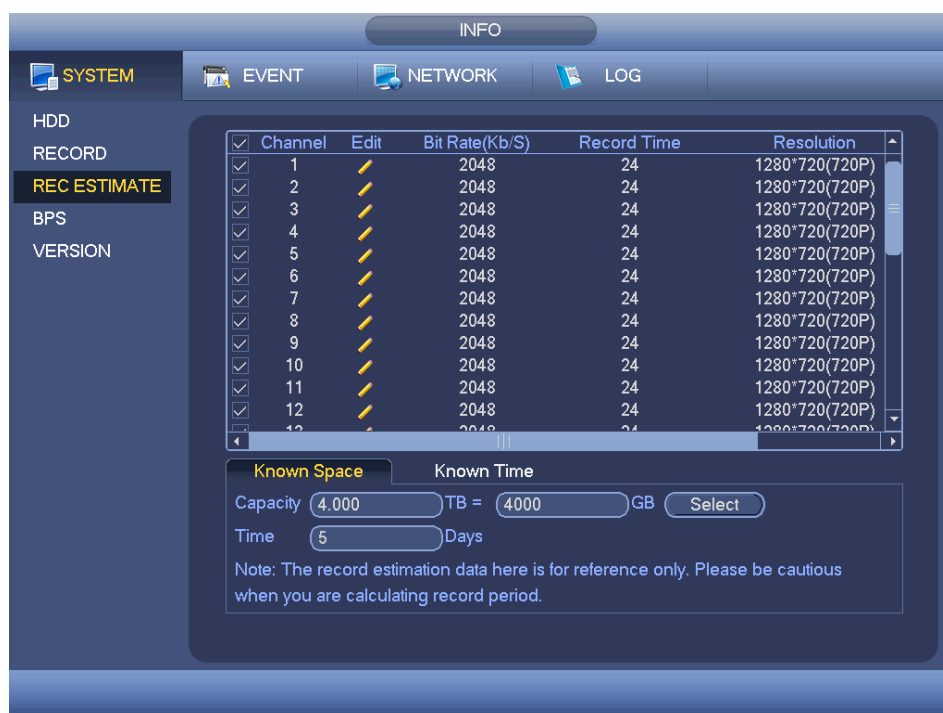 INFO
SYSTEM EVENT NETWORK LOG
HDD
RECORD
REC ESTIMATE
BPS
VERSION
Channel Edit Bit Rate(Kb/S) Record Time Resolution
1 2048 24 1280*720(720P)
2 2048 24 1280*720(720P)
3 2048 24 1280*720(720P)
4 2048 24 1280*720(720P)
5 2048 24 1280*720(720P)
6 2048 24 1280*720(720P)
7 2048 24 1280*720(720P)
8 2048 24 1280*720(720P)
9 2048 24 1280*720(720P)
10 2048 24 1280*720(720P)
11 2048 24 1280*720(720P)
12 2048 24 1280*720(720P)
13 2048 24 1280*720(720P)
Known Space Known Time
Capacity 4.000 TB = 4000 GB Select
Time 5 Days
Note: The record estimation data here is for reference only. Please be cautious
when you are calculating record period.